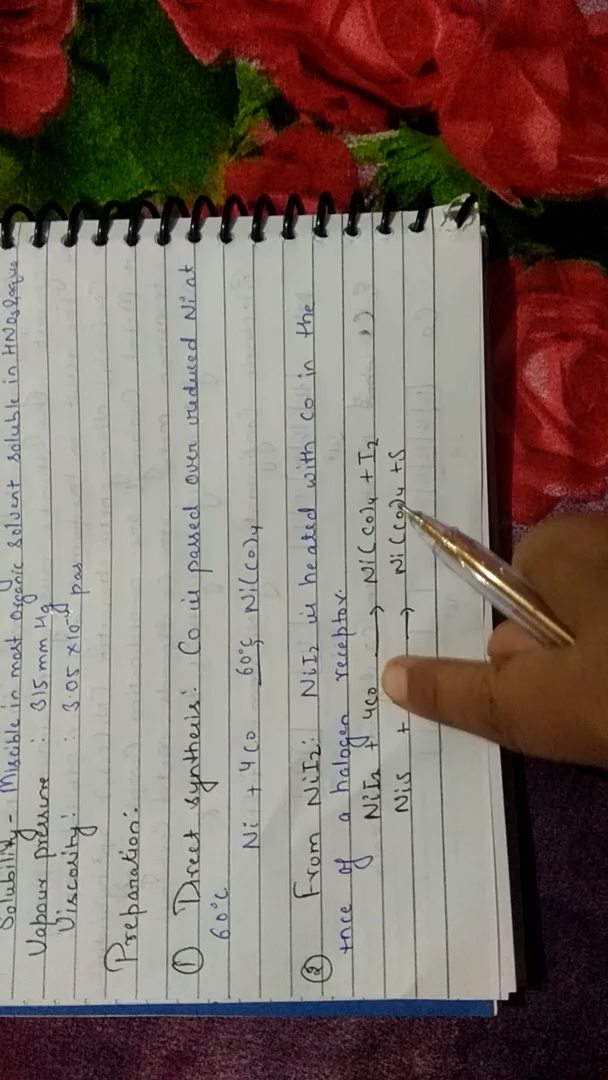 Solubility - Miscible in most organic solvent soluble in HNO3,
Vapour pressure : 315 mm Hg
Viscosity : 3.05 x 10 pas
Preparation:
① Direct synthesis: Co is passed over reduced Ni at
60°C
Ni + 4CO 60°C Ni(CO)4
② From NiI2: NiI2 is heated with CO in the
tnce of a halogen receptor
NiI2 + 4CO → Ni(CO)4 + I2
NiS + → Ni(CO)4 + S